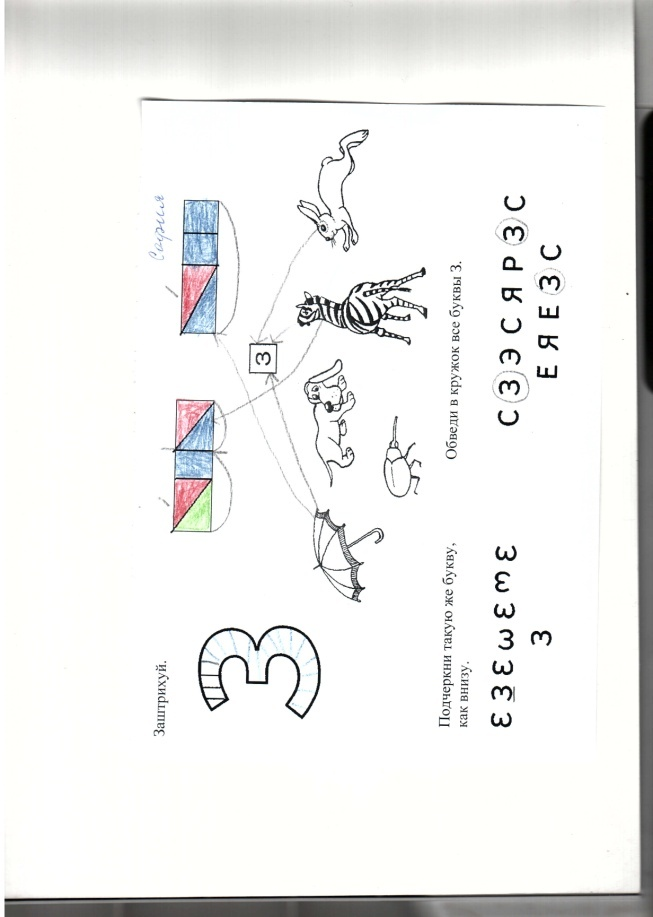 Заштрихуй.
З
З
Подчеркни такую же букву,
как внизу.
Ɛ З Ɛ ω Ɛ ო Ɛ
З
Обведи в кружок все буквы З.
С З Э С Я Р З С
Е Я Е З С